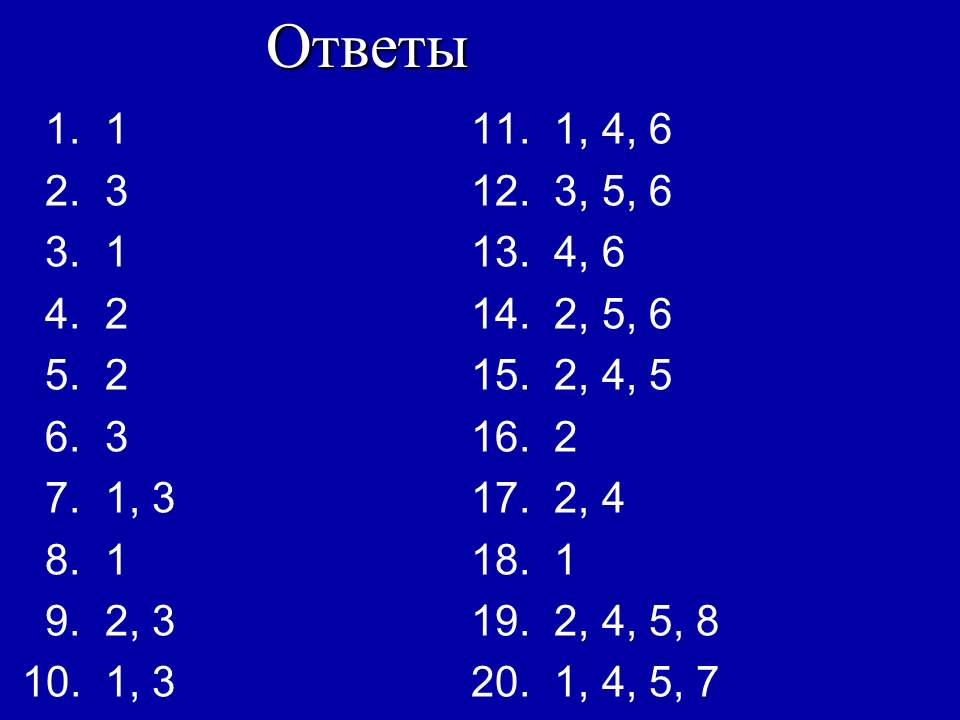 Ответы
1. 1
2. 3
3. 1
4. 2
5. 2
6. 3
7. 1, 3
8. 1
9. 2, 3
10. 1, 3
11. 1, 4, 6
12. 3, 5, 6
13. 4, 6
14. 2, 5, 6
15. 2, 4, 5
16. 2
17. 2, 4
18. 1
19. 2, 4, 5, 8
20. 1, 4, 5, 7